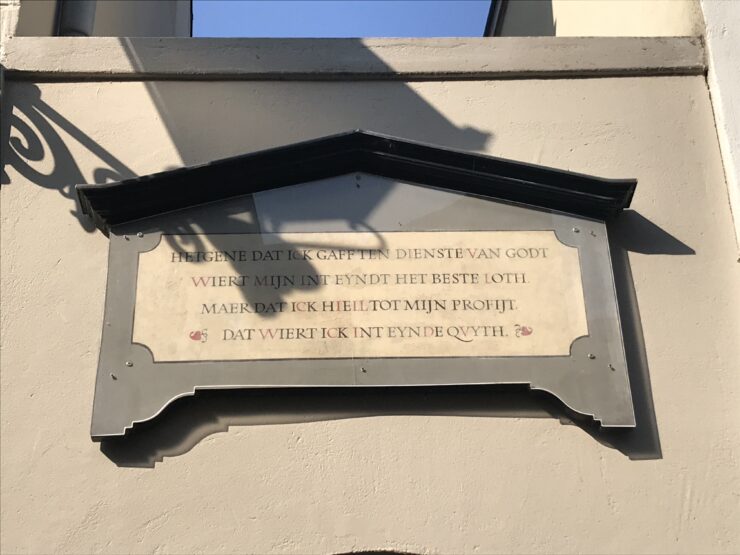 HETGENE DAT ICK GAFF TEN DIENSTE VAN GODT
WIERT MIJN INT EYNDT HET BESTE LOTH.
MAER DAT ICK HIELL TOT MIJN PROFIJT.
DAT WIERT ICK INT EYNDE QVYTH.